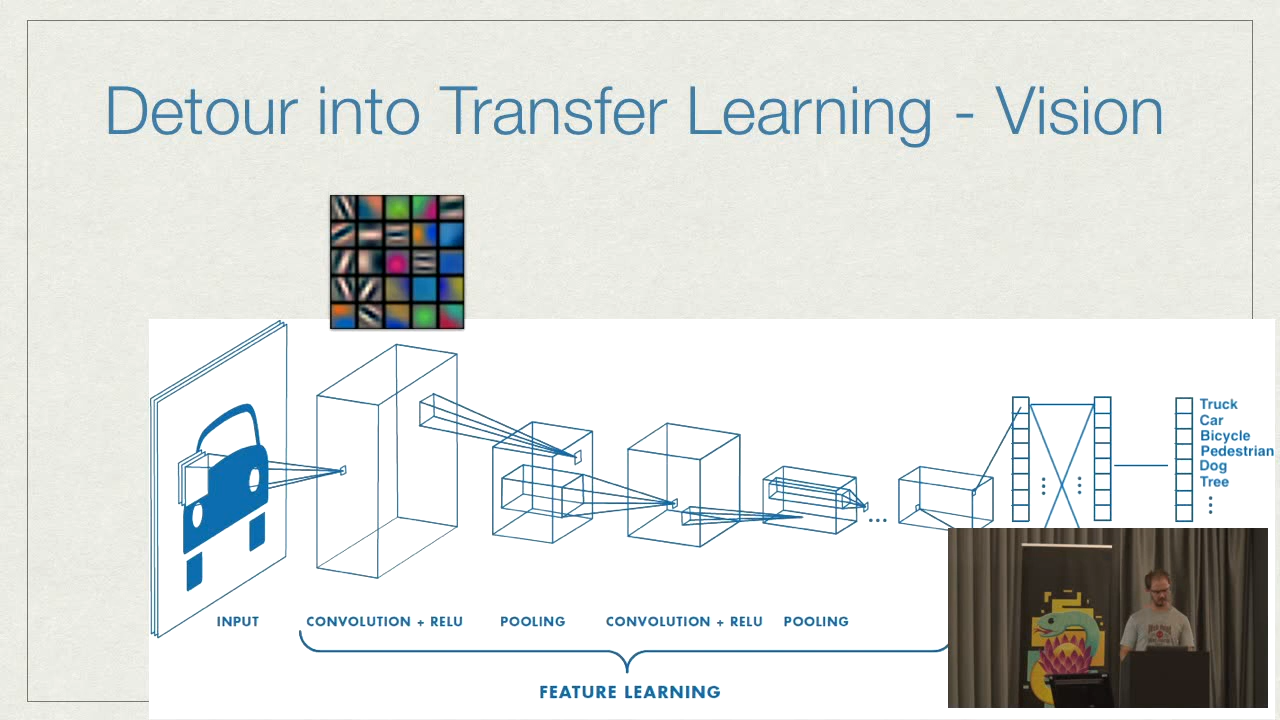 Detour into Transfer Learning - Vision
Truck
Car
Bicycle
Pedestrian
Dog
Tree
INPUT
CONVOLUTION + RELU
POOLING
CONVOLUTION + RELU
POOLING
FEATURE LEARNING